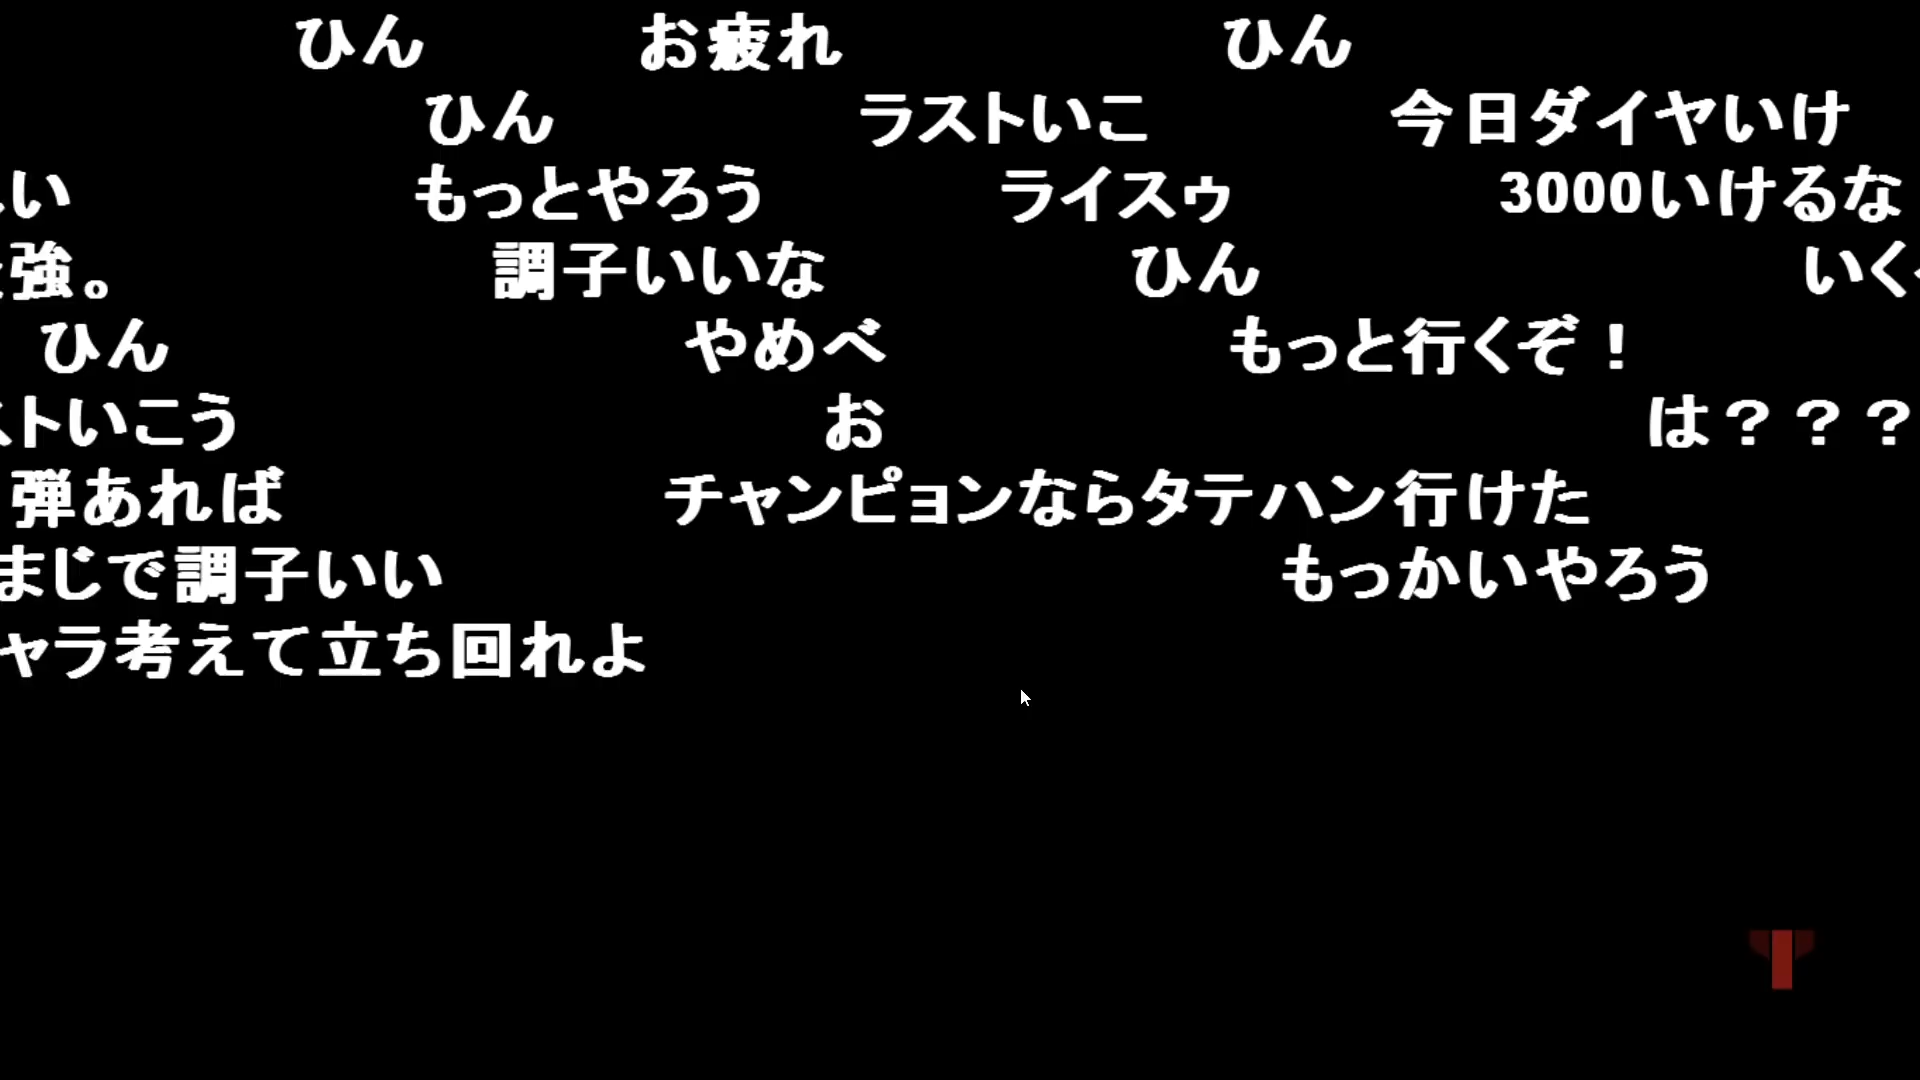 ひん お疲れ ひん
ひん ラストいこ 今日ダイヤいけ
い もっとやろう ライスゥ 3000いけるな
強。 調子いいな ひん いく
ひん やめべ もっと行くぞ！
ストいこう お は？？？
弾あれば チャンピョンならタテハン行けた
まじで調子いい もっかいやろう
ャラ考えて立ち回れよ